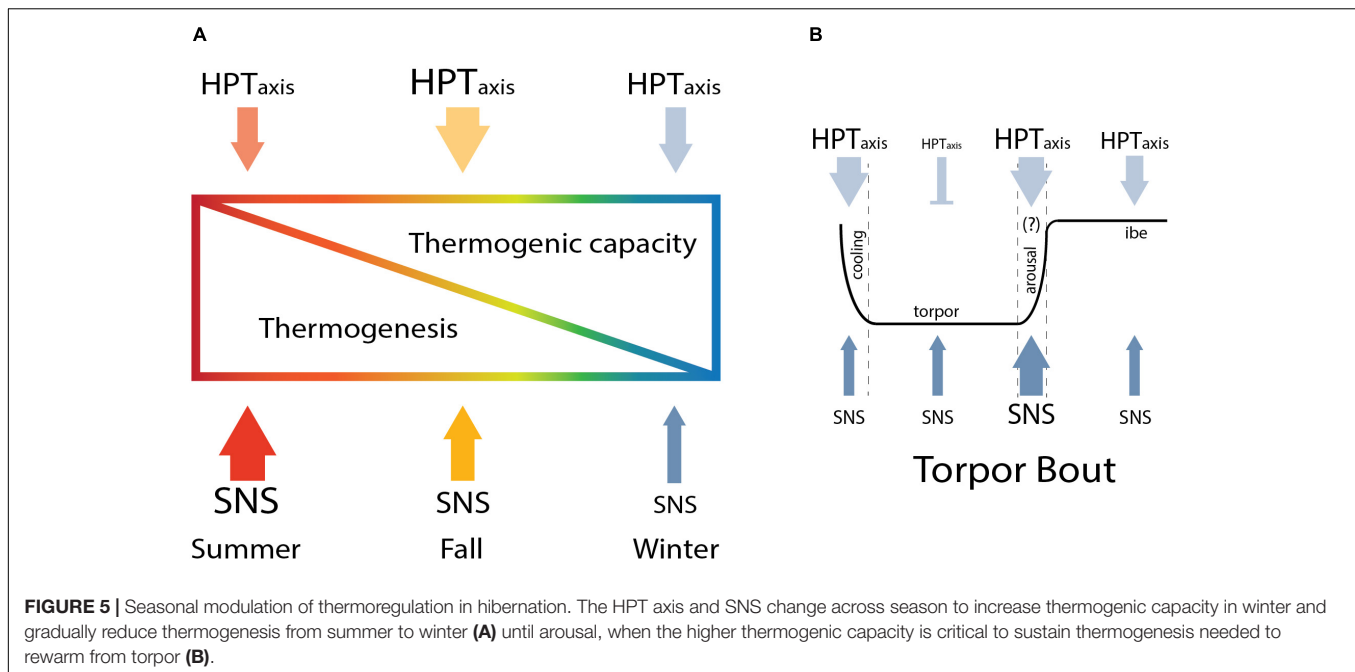 A
HPTaxis HPTaxis HPTaxis
Thermogenic capacity
Thermogenesis
SNS SNS SNS
Summer Fall Winter
B
HPTaxis HPTaxis HPTaxis HPTaxis
(?)
cooling arousal ibe
torpor
SNS SNS SNS SNS
Torpor Bout
FIGURE 5 | Seasonal modulation of thermoregulation in hibernation. The HPT axis and SNS change across season to increase thermogenic capacity in winter and
gradually reduce thermogenesis from summer to winter (A) until arousal, when the higher thermogenic capacity is critical to sustain thermogenesis needed to
rewarm from torpor (B).